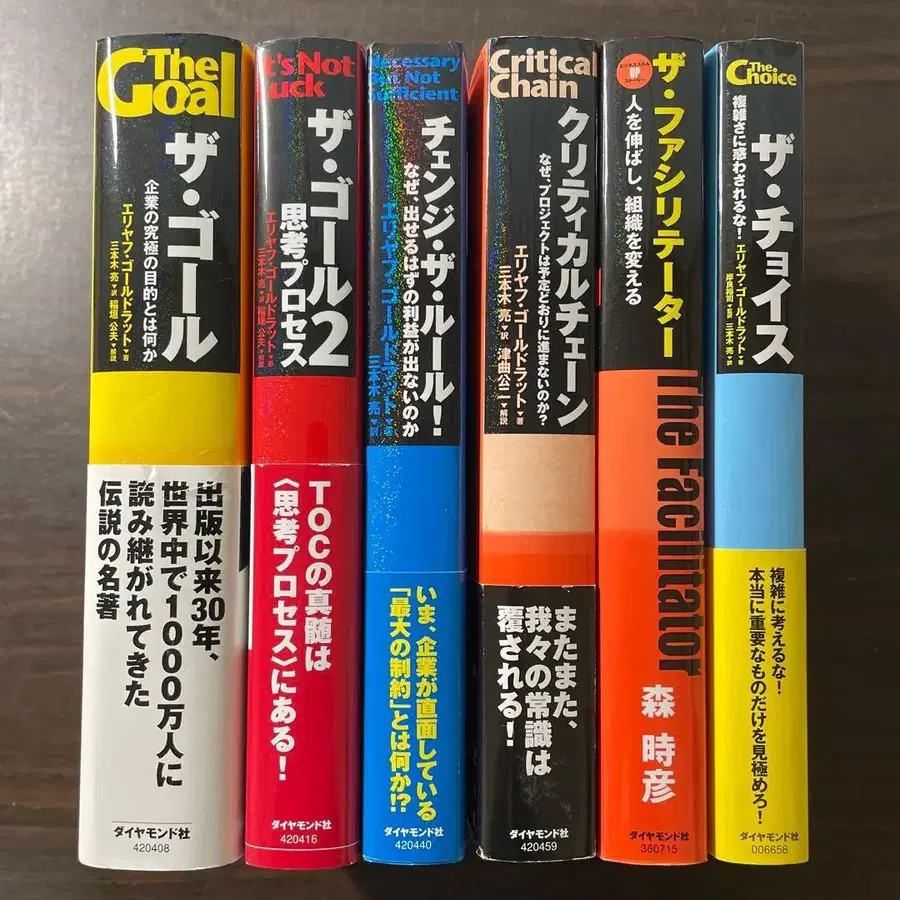 The
Goal
ザ・ゴール
企業の究極の目的とは何か
エリヤフ・ゴールドラット▼著
三本木 亮▼訳 稲垣 公夫▼解説
出版以来30年、
世界中で1000万人に
読み継がれてきた
伝説の名著
ダイヤモンド社
420408
It's Not
Luck
ザ・ゴール2
思考プロセス
エリヤフ・ゴールドラット▼著
三本木 亮▼訳 稲垣 公夫▼解説
TOCの真髄は
〈思考プロセス〉にある!
ダイヤモンド社
420416
Necessary
But Not
Sufficient
チェンジ・ザ・ルール!
なぜ、出せるはずの利益が出ないのか
エリヤフ・ゴールドラット▼著
三本木 亮▼訳
いま、企業が直面している
「最大の制約」とは何か!?
ダイヤモンド社
420440
Critical
Chain
クリティカルチェーン
なぜ、プロジェクトは予定どおりに進まないのか?
エリヤフ・ゴールドラット▼著
三本木 亮▼訳 津曲公二▼解説
またまた、
我々の常識は
覆される!
ダイヤモンド社
420459
ビジネススキル
UP
ストーリー
ザ・ファシリテーター
人を伸ばし、組織を変える
The Facilitator
森 時彦
ダイヤモンド社
360715
The
Choice
ザ・チョイス
複雑さに惑わされるな!
エリヤフ・ゴールドラット▼著
岸良裕司▼監訳 三本木 亮▼訳
複雑に考えるな!
本当に重要なものだけを見極めろ!
ダイヤモンド社
006658